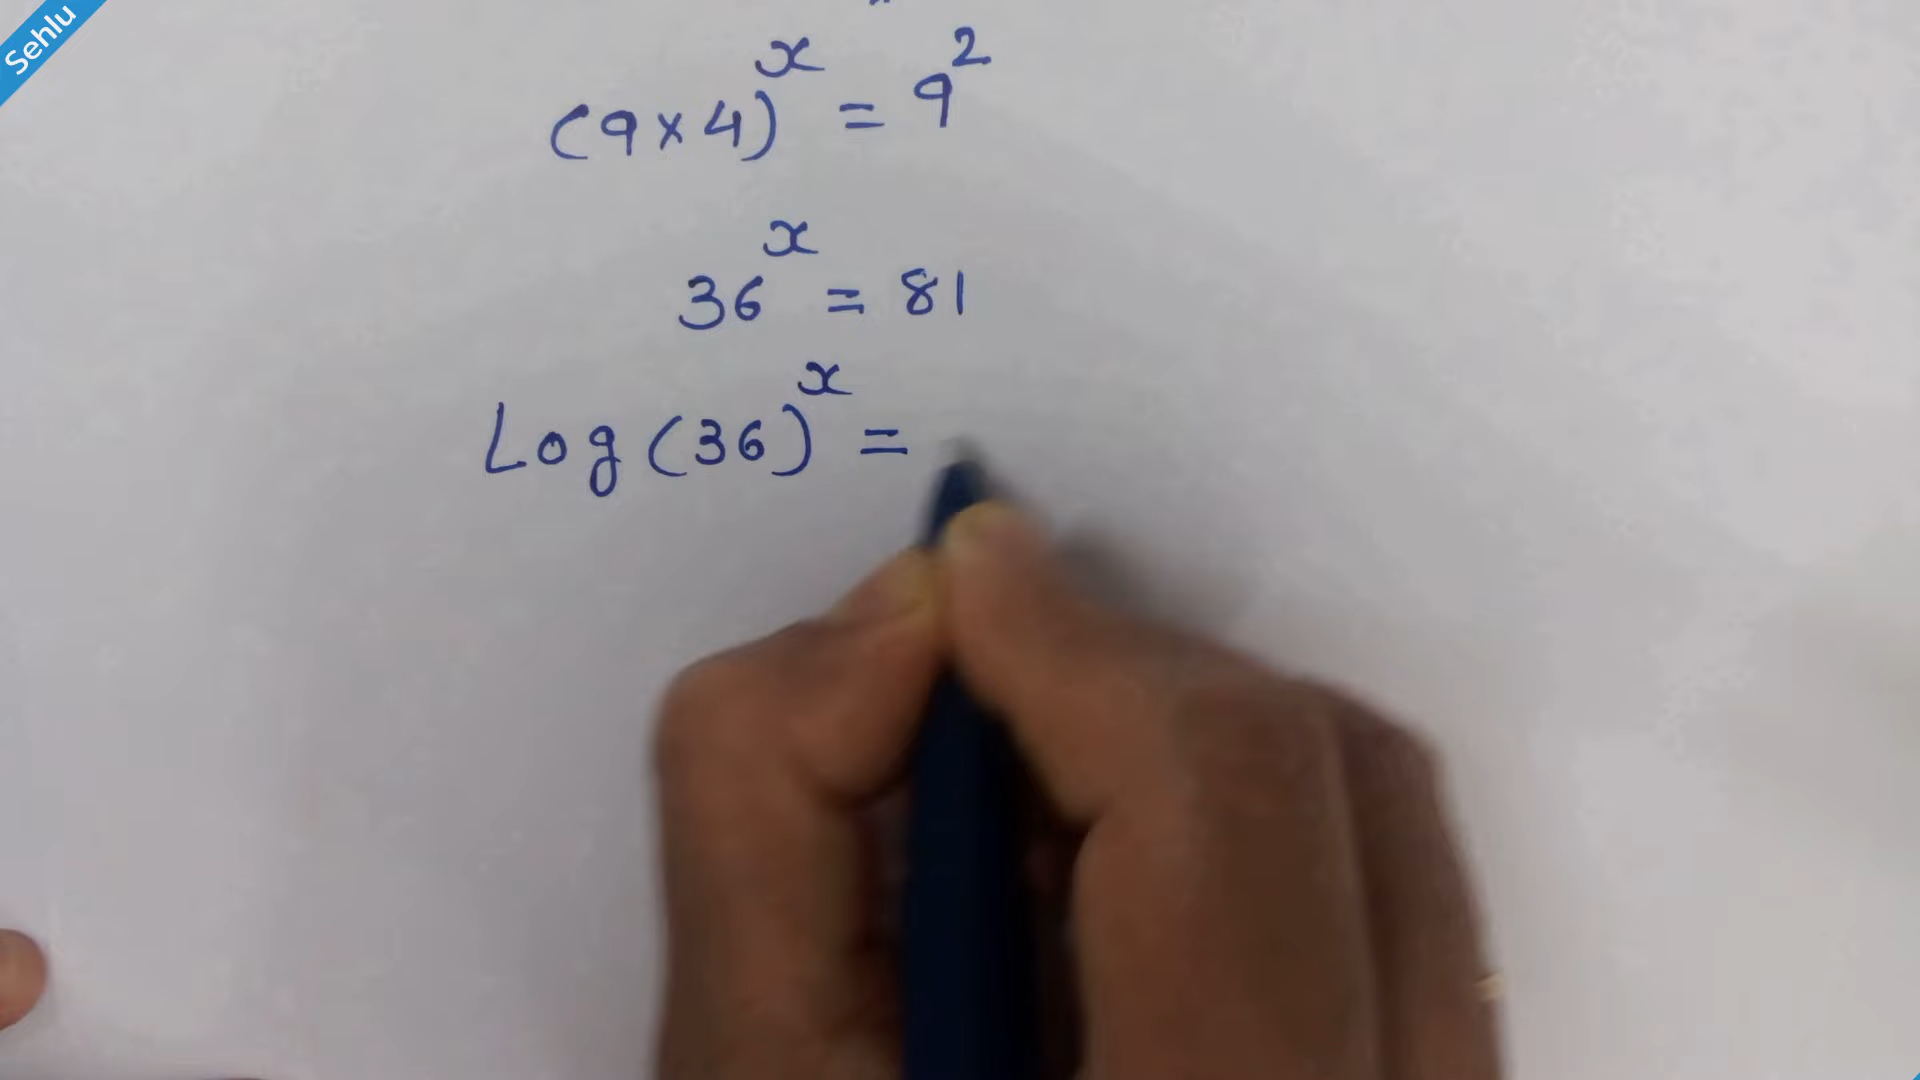 Sehlu
(9×4)^x = 9^2
36^x = 81
Log(36)^x =